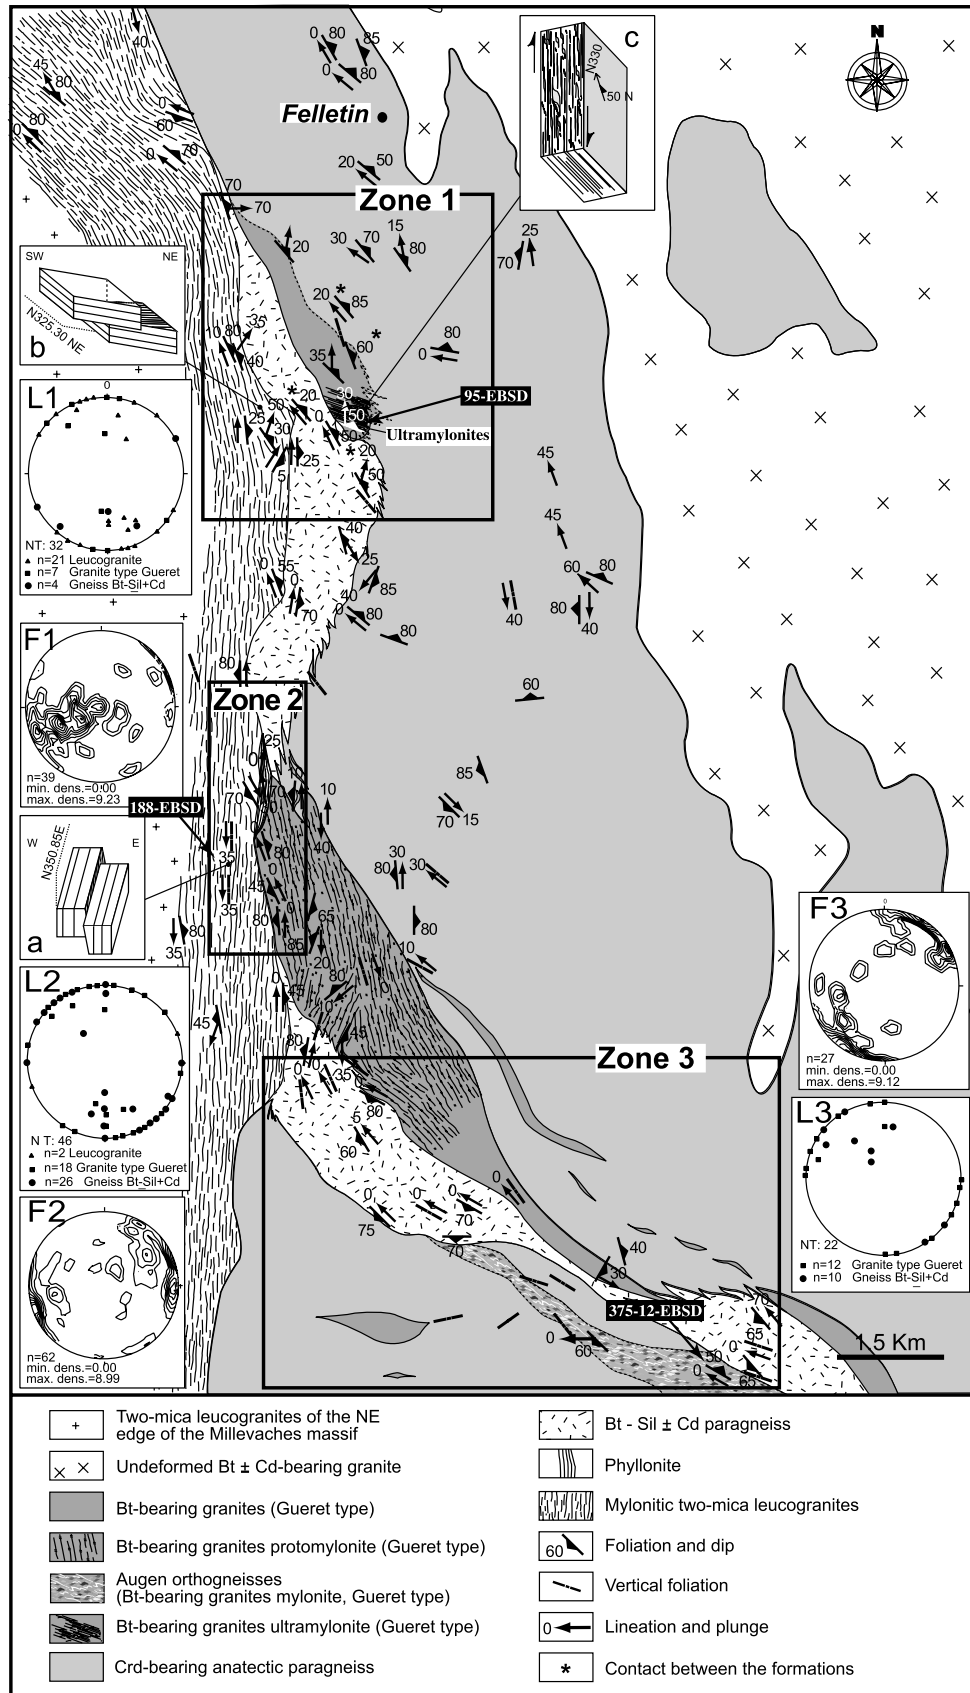 N
Felletin
Zone 1
c
N330
50 N
b
SW
NE
N325.30 NE
95-EBSD
Ultramylonites
L1
0
NT: 32
n=21 Leucogranite
n=7 Granite type Gueret
n=4 Gneiss Bt-Sil+Cd
F1
n=39
min. dens.=0.00
max. dens.=9.23
Zone 2
188-EBSD
W
E
N350.85E
a
L2
N T: 46
n=2 Leucogranite
n=18 Granite type Gueret
n=26 Gneiss Bt_Sil+Cd
F2
n=62
min. dens.=0.00
max. dens.=8.99
F3
0
n=27
min. dens.=0.00
max. dens.=9.12
Zone 3
L3
NT: 22
n=12 Granite type Gueret
n=10 Gneiss Bt_Sil+Cd
375-12-EBSD
1.5 Km
Two-mica leucogranites of the NE
edge of the Millevaches massif
Undeformed Bt ± Cd-bearing granite
Bt-bearing granites (Gueret type)
Bt-bearing granites protomylonite (Gueret type)
Augen orthogneisses
(Bt-bearing granites mylonite, Gueret type)
Bt-bearing granites ultramylonite (Gueret type)
Crd-bearing anatectic paragneiss
Bt - Sil ± Cd paragneiss
Phyllonite
Mylonitic two-mica leucogranites
60 Foliation and dip
Vertical foliation
0 Lineation and plunge
* Contact between the formations